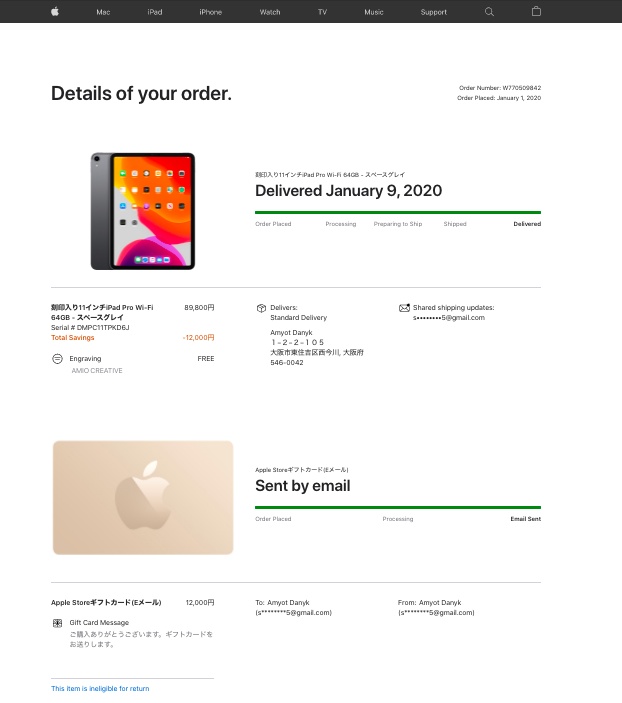 Mac iPad iPhone Watch TV Music Support
Details of your order.
Order Number: W770509842
Order Placed: January 1, 2020
刻印入り11インチiPad Pro Wi-Fi 64GB - スペースグレイ
Delivered January 9, 2020
Order Placed Processing Preparing to Ship Shipped Delivered
刻印入り11インチiPad Pro Wi-Fi 89,800円
64GB - スペースグレイ
Serial # DMPC11TPKD6J
Total Savings -12,000円
Engraving FREE
AMIO CREATIVE
Delivers:
Standard Delivery
Amyot Danyk
１−２−２−１０５
大阪市東住吉区西今川, 大阪府
546-0042
Shared shipping updates:
s••••••••5@gmail.com
Apple Storeギフトカード(Eメール)
Sent by email
Order Placed Processing Email Sent
Apple Storeギフトカード(Eメール) 12,000円
Gift Card Message
ご購入ありがとうございます。ギフトカードを
お送りします。
To: Amyot Danyk
(s********5@gmail.com)
From: Amyot Danyk
(s********5@gmail.com)
This item is ineligible for return